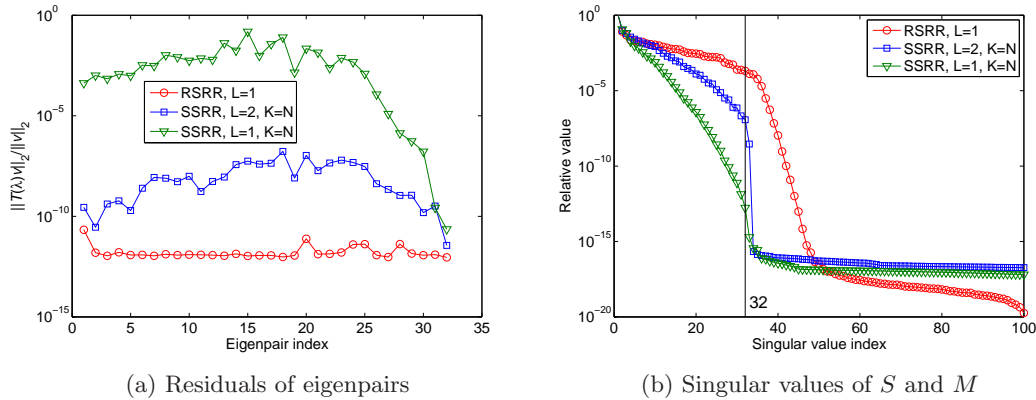 10^0
10^-5
10^-10
10^-15
||T(λ)v||_2/||v||_2
RSRR, L=1
SSRR, L=2, K=N
SSRR, L=1, K=N
0 5 10 15 20 25 30 35
Eigenpair index
(a) Residuals of eigenpairs
10^0
10^-5
10^-10
10^-15
10^-20
Relative value
RSRR, L=1
SSRR, L=2, K=N
SSRR, L=1, K=N
32
0 20 40 60 80 100
Singular value index
(b) Singular values of S and M